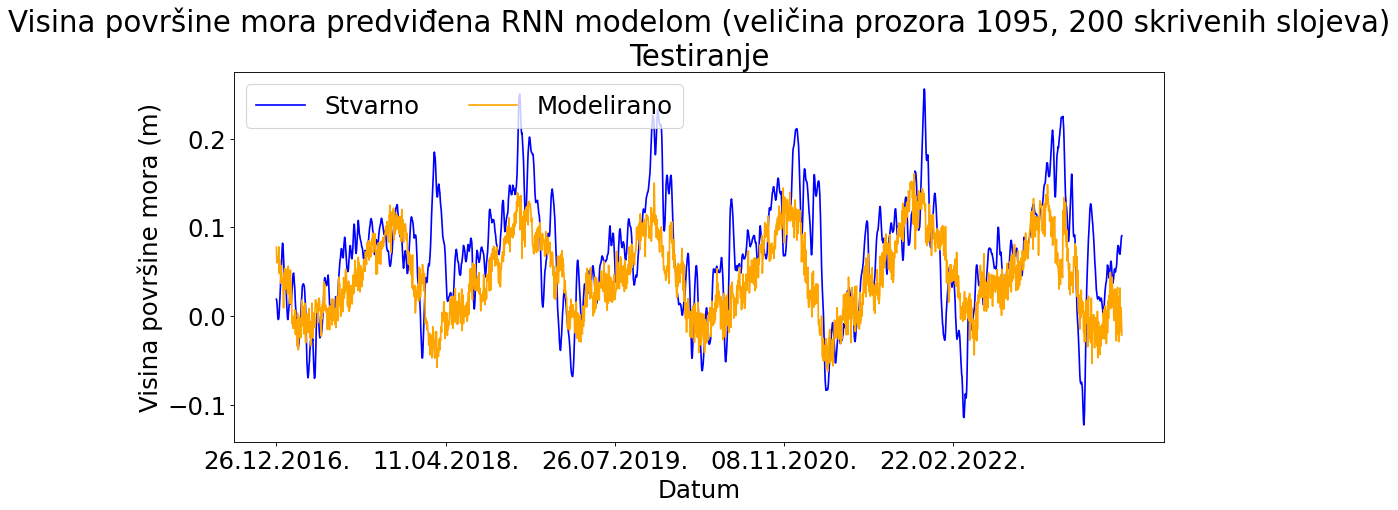 Visina površine mora predviđena RNN modelom (veličina prozora 1095, 200 skrivenih slojeva)
Testiranje
Stvarno
Modelirano
Visina površine mora (m)
0.2
0.1
0.0
−0.1
26.12.2016.
11.04.2018.
26.07.2019.
08.11.2020.
22.02.2022.
Datum